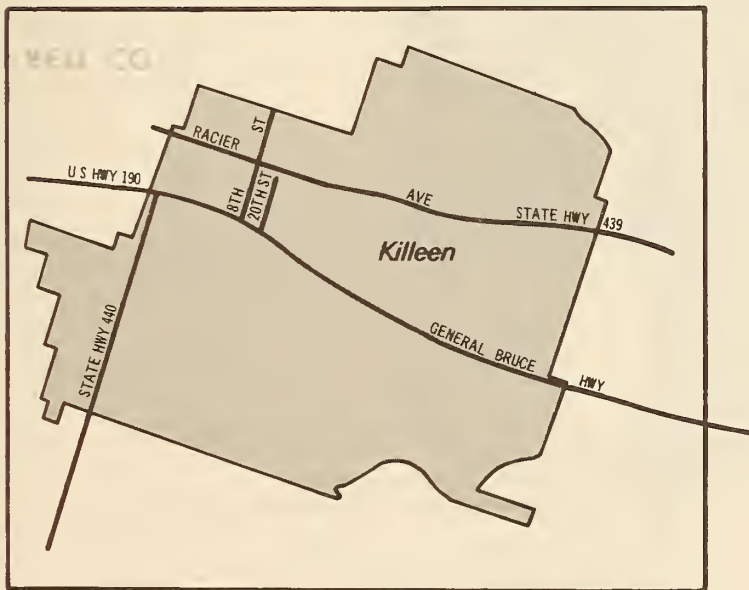 RACIER
ST
U S HWY 190
8TH
20TH ST
AVE
STATE HWY
439
Killeen
STATE HWY 440
GENERAL BRUCE
HWY